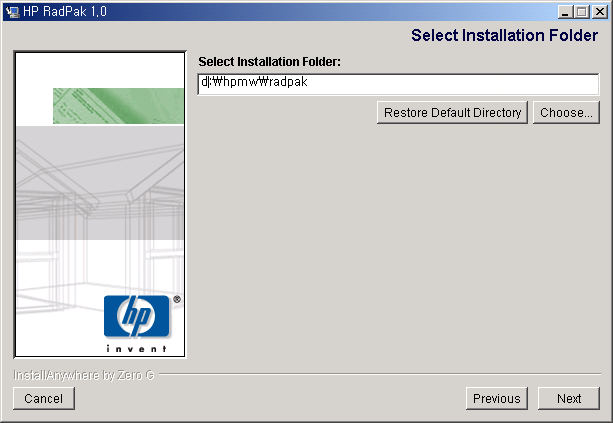 HP RadPak 1,0
Select Installation Folder
Select Installation Folder:
d:₩hpmw₩radpak
Restore Default Directory
Choose...
hp
®
invent
InstallAnywhere by Zero G
Cancel
Previous
Next